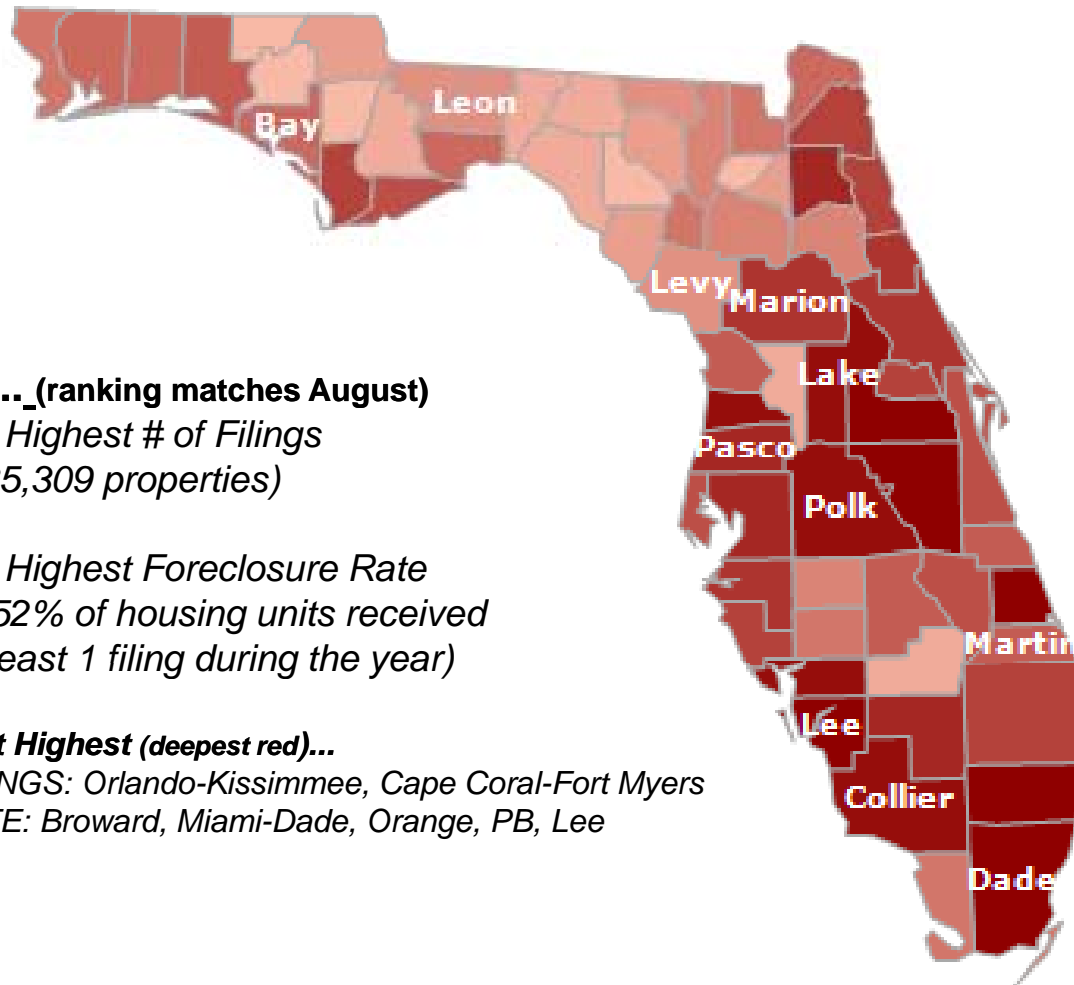 Leon
Bay
Levy
Marion
.. (ranking matches August)
Lake
Highest # of Filings
Pasco
5,309 properties)
Polk
Highest Foreclosure Rate
52% of housing units received
east 1 filing during the year)
Martin
Lee
t Highest (deepest red)...
NGS: Orlando-Kissimmee, Cape Coral-Fort Myers
Collier
E: Broward, Miami-Dade, Orange, PB, Lee
Dade